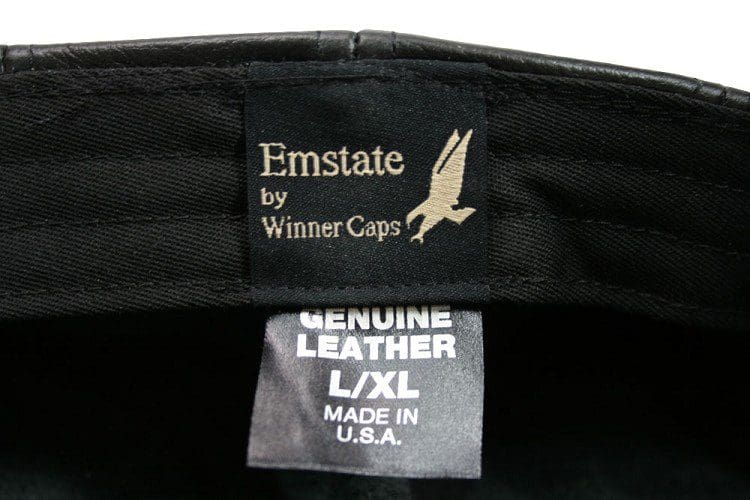 Emstate
by
Winner Caps
GENUINE
LEATHER
L/XL
MADE IN
U.S.A.